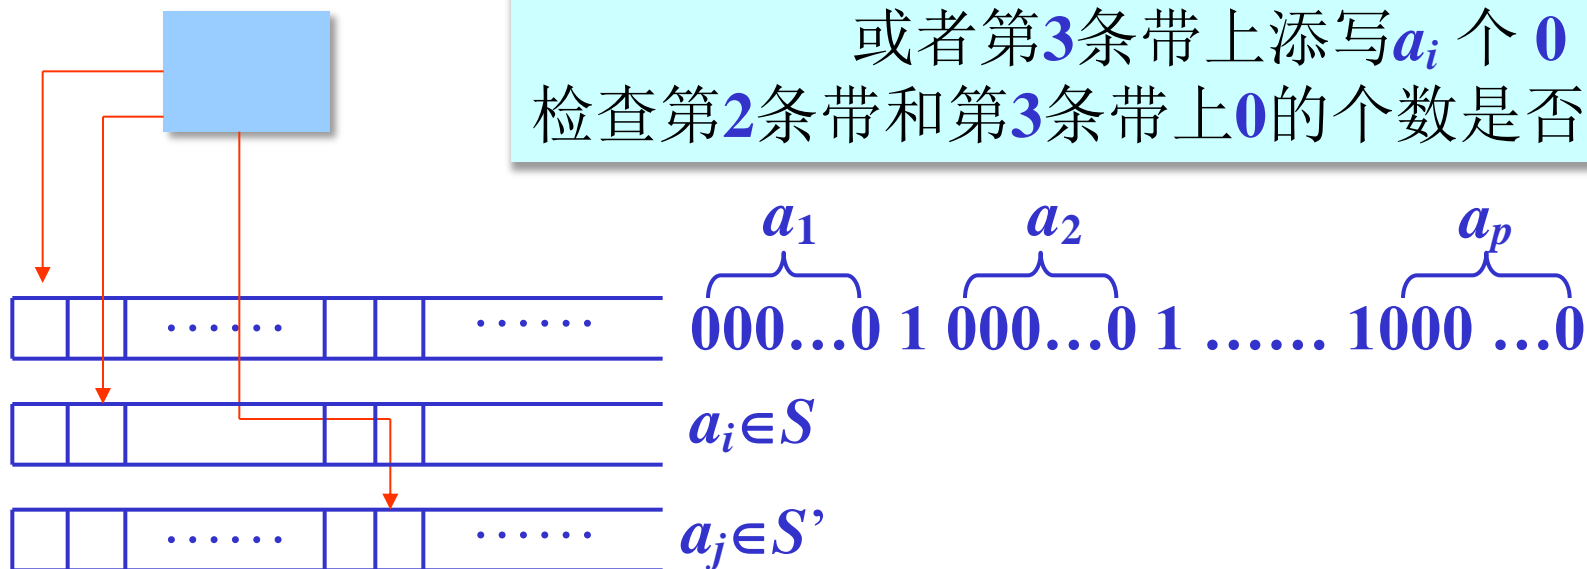 或者第3条带上添写aᵢ 个 0
检查第2条带和第3条带上0的个数是否
a₁ a₂ aₚ
······ ······ 000…0 1 000…0 1 …… 1000 …0
aᵢ∈S
······ ······ aⱼ∈S’